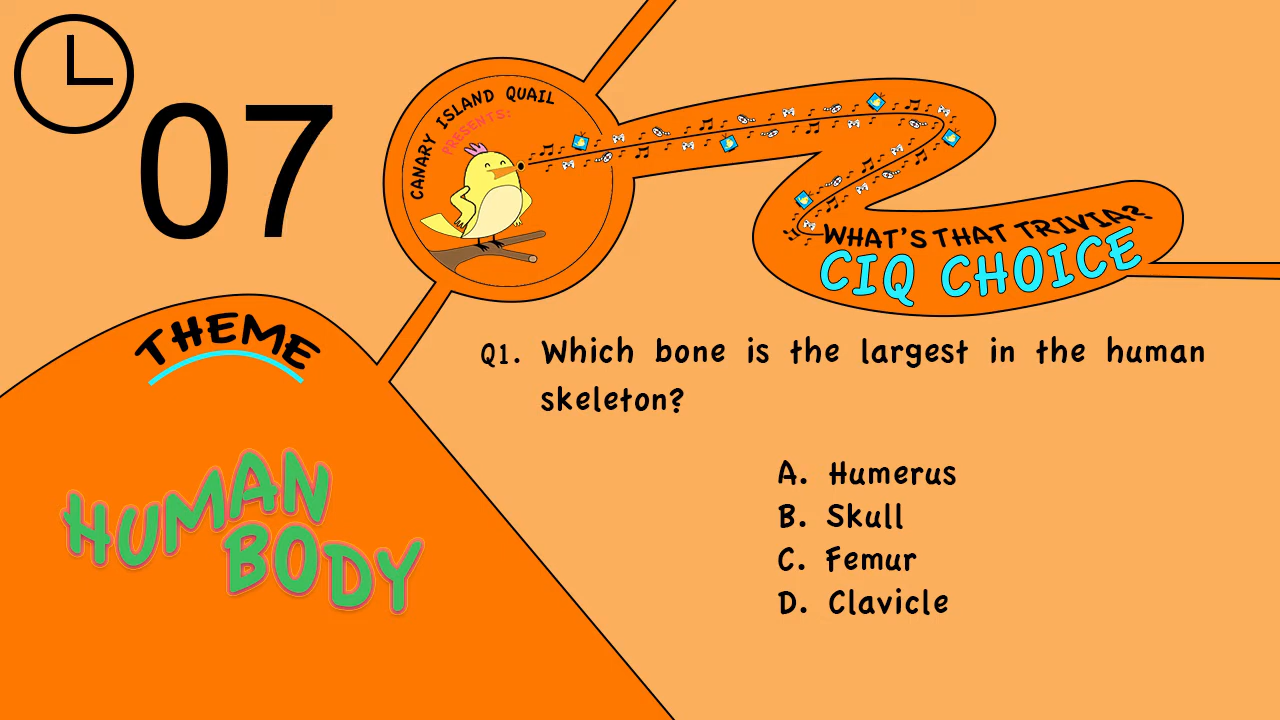 07
CANARY ISLAND QUAIL
PRESENTS:
WHAT'S THAT TRIVIA?
CIQ CHOICE
THEME
HUMAN
BODY
Q1. Which bone is the largest in the human
skeleton?
A. Humerus
B. Skull
C. Femur
D. Clavicle